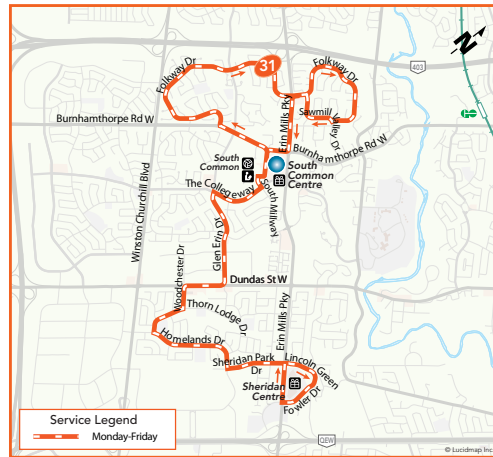 Folkway Dr
31
Folkway Dr
N
403
Sawmill
Valley Dr
Erin Mills Pky
Burnhamthorpe Rd W
Burnhamthorpe Rd W
South
Common
South
Common
Centre
Winston Churchill Blvd
The Collegeway
South Millway
Glen Erin Dr
Woodchester Dr
Dundas St W
Thorn Lodge Dr
Erin Mills Pky
Homelands Dr
Sheridan Park
Dr
Lincoln Green
Sheridan
Centre
Fowler Dr
Service Legend
Monday-Friday
QEW
© Lucidmap Inc